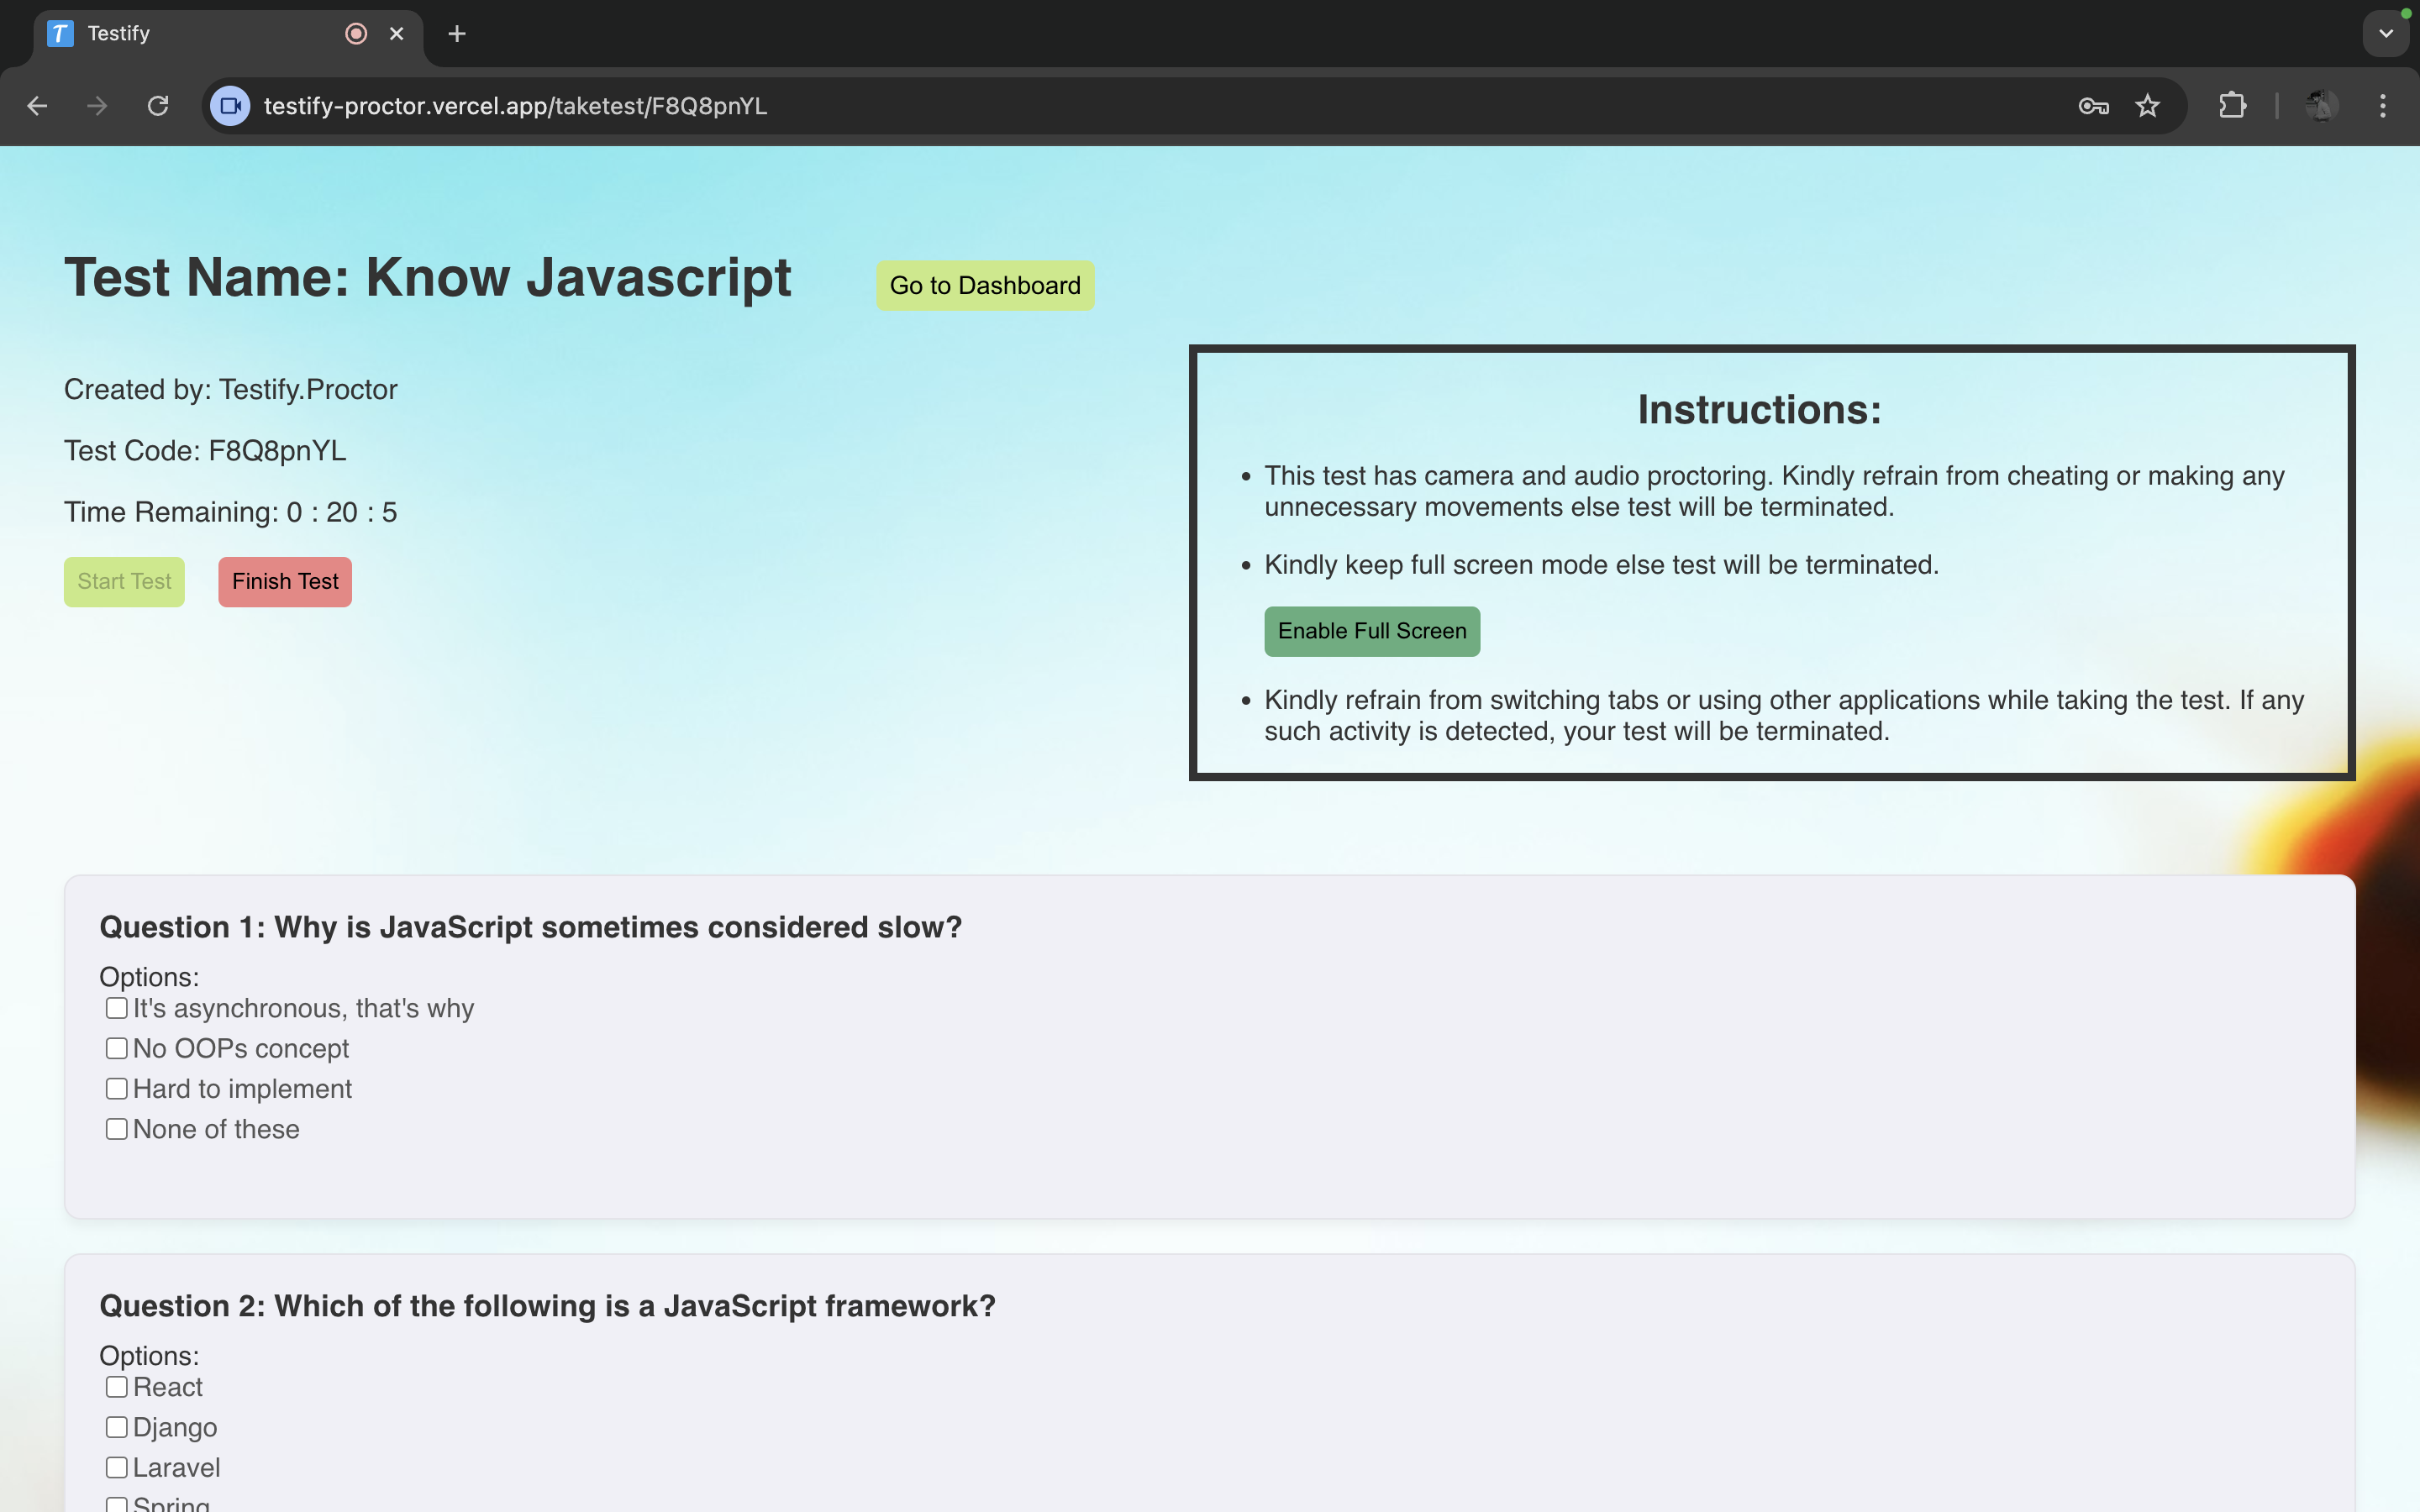 Testify
testify-proctor.vercel.app/taketest/F8Q8pnYL
Test Name: Know Javascript
Go to Dashboard
Created by: Testify.Proctor
Test Code: F8Q8pnYL
Time Remaining: 0 : 20 : 5
Start Test
Finish Test
Instructions:
This test has camera and audio proctoring. Kindly refrain from cheating or making any
unnecessary movements else test will be terminated.
Kindly keep full screen mode else test will be terminated.
Enable Full Screen
Kindly refrain from switching tabs or using other applications while taking the test. If any
such activity is detected, your test will be terminated.
Question 1: Why is JavaScript sometimes considered slow?
Options:
It's asynchronous, that's why
No OOPs concept
Hard to implement
None of these
Question 2: Which of the following is a JavaScript framework?
Options:
React
Django
Laravel
Spring